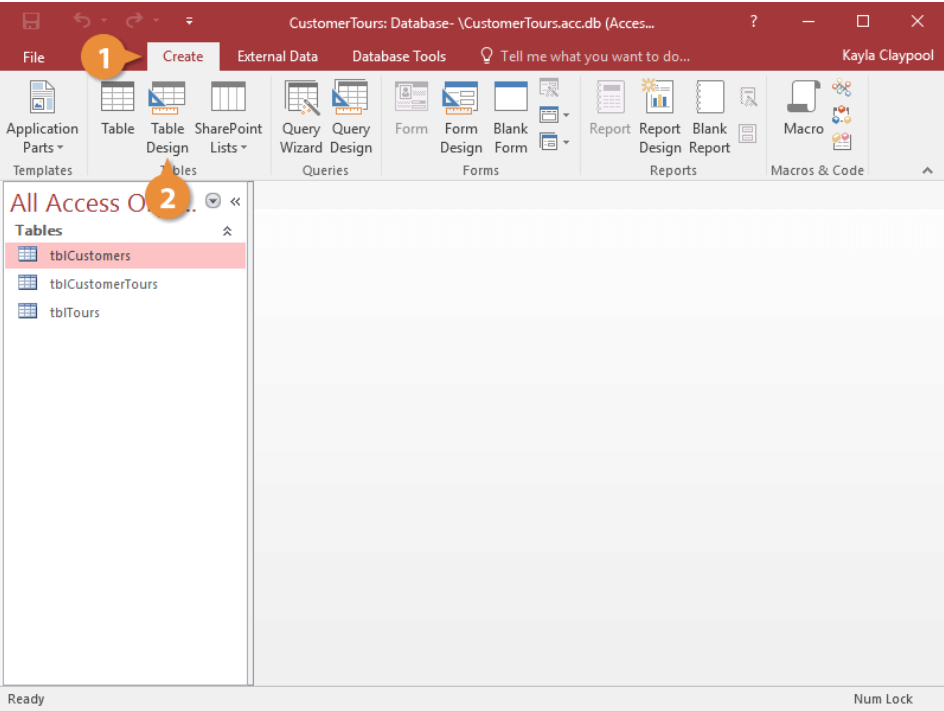 CustomerTours: Database- \CustomerTours.acc.db (Acces... ?
File 1 Create External Data Database Tools Tell me what you want to do... Kayla Claypool
Application Parts Table Table Design SharePoint Lists Query Wizard Query Design Form Form Design Blank Form Report Report Design Blank Report Macro
Templates Queries Forms Reports Macros & Code
2
All Access O... «
Tables
tblCustomers
tblCustomerTours
tblTours
Ready Num Lock